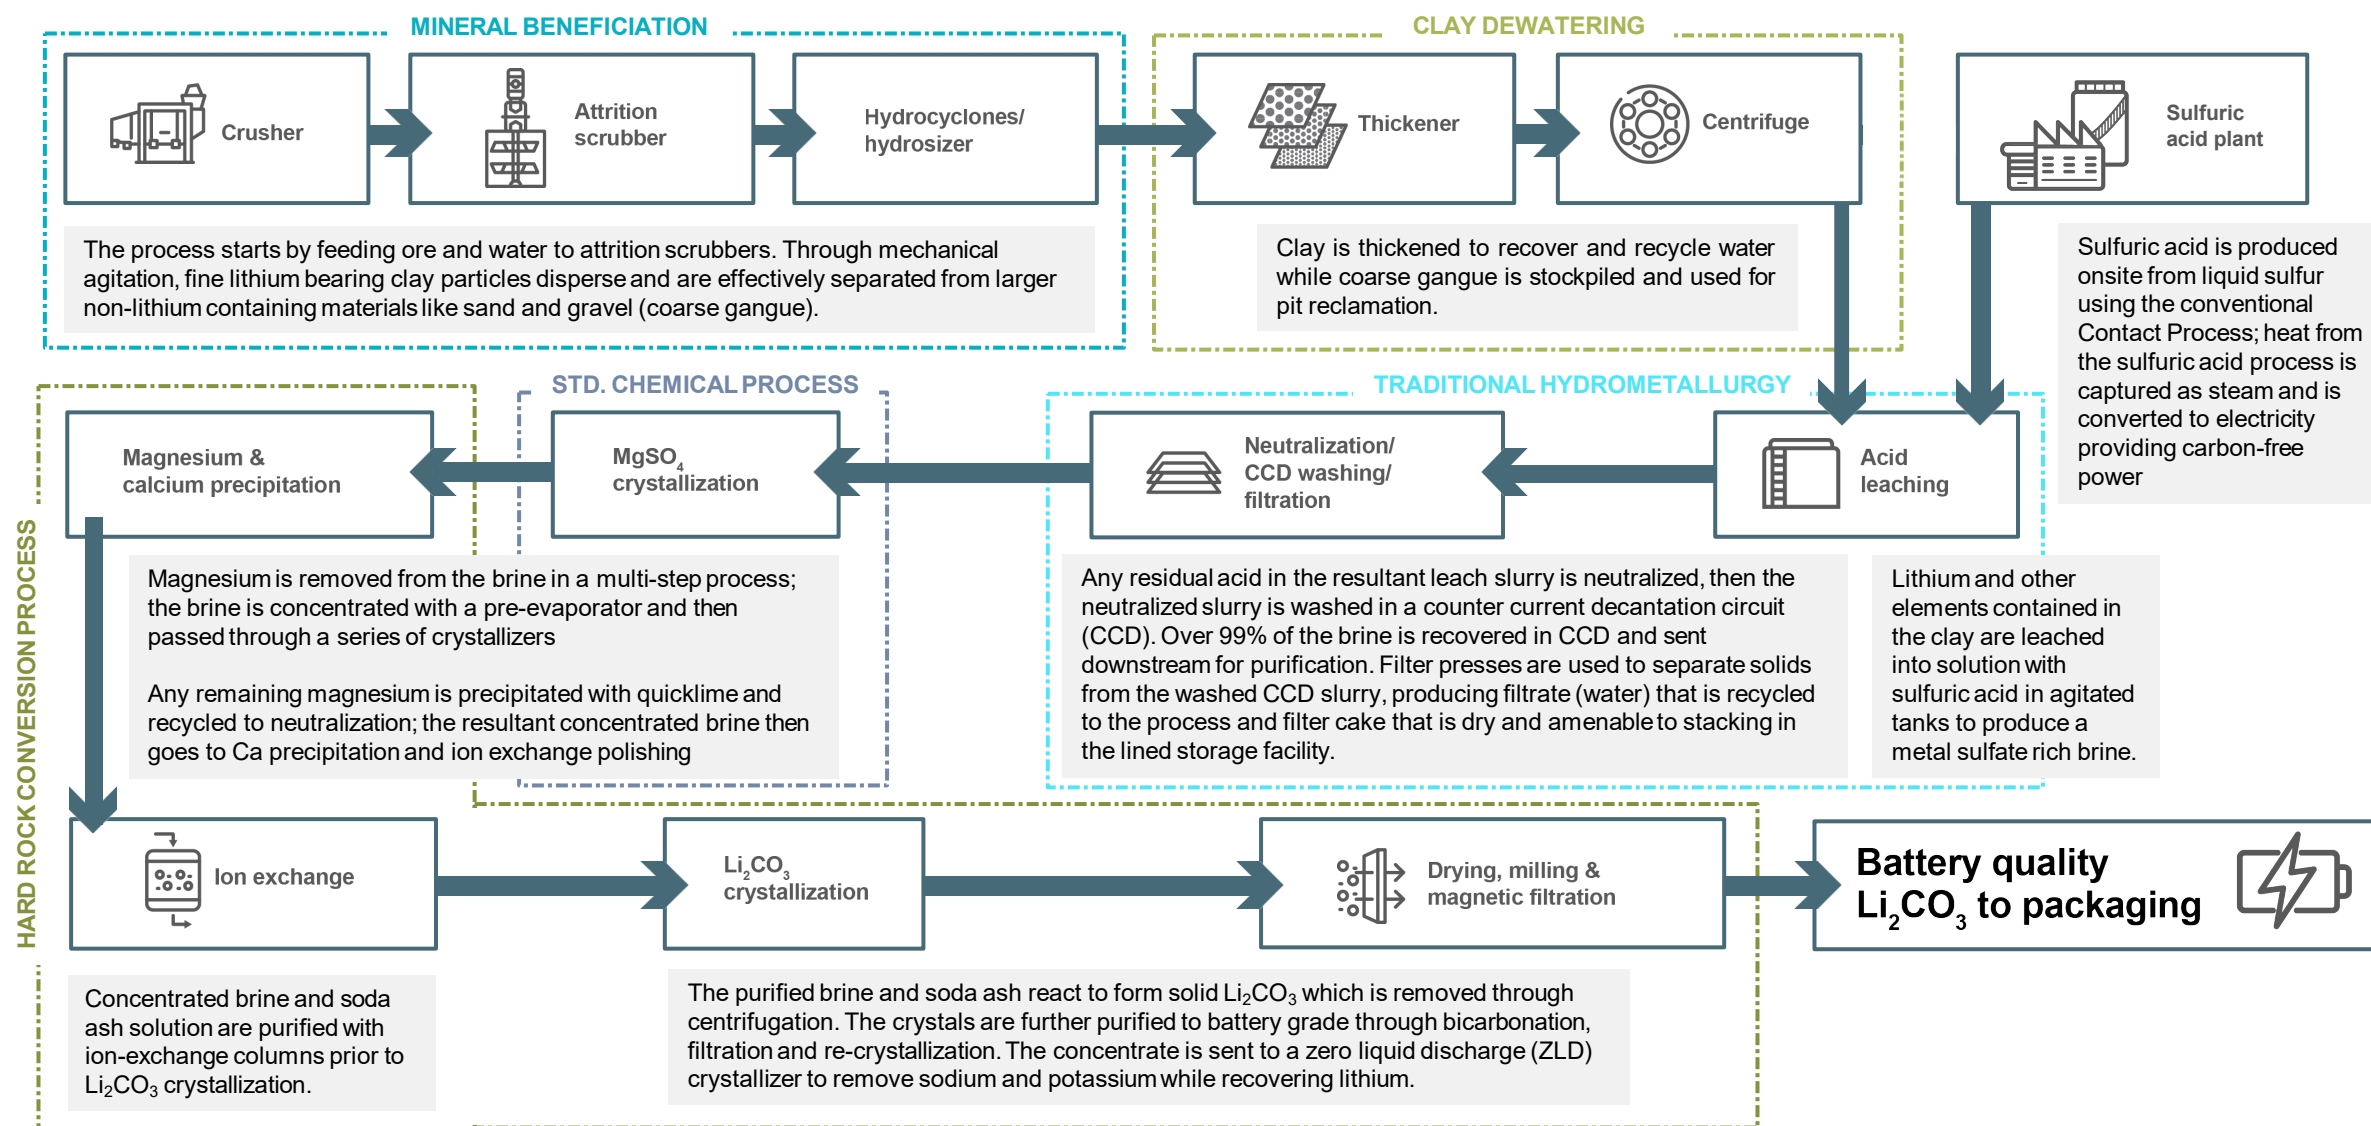 MINERAL BENEFICIATION
CLAY DEWATERING
Crusher
Attrition
scrubber
Hydrocyclones/
hydrosizer
Thickener
Centrifuge
Sulfuric
acid plant
The process starts by feeding ore and water to attrition scrubbers. Through mechanical
agitation, fine lithium bearing clay particles disperse and are effectively separated from larger
non-lithium containing materials like sand and gravel (coarse gangue).
Clay is thickened to recover and recycle water
while coarse gangue is stockpiled and used for
pit reclamation.
Sulfuric acid is produced
onsite from liquid sulfur
using the conventional
Contact Process; heat from
the sulfuric acid process is
captured as steam and is
converted to electricity
providing carbon-free
power
HARD ROCK CONVERSION PROCESS
STD. CHEMICAL PROCESS
TRADITIONAL HYDROMETALLURGY
Magnesium &
calcium precipitation
MgSO₄
crystallization
Neutralization/
CCD washing/
filtration
Acid
leaching
Magnesium is removed from the brine in a multi-step process;
the brine is concentrated with a pre-evaporator and then
passed through a series of crystallizers
Any remaining magnesium is precipitated with quicklime and
recycled to neutralization; the resultant concentrated brine then
goes to Ca precipitation and ion exchange polishing
Any residual acid in the resultant leach slurry is neutralized, then the
neutralized slurry is washed in a counter current decantation circuit
(CCD). Over 99% of the brine is recovered in CCD and sent
downstream for purification. Filter presses are used to separate solids
from the washed CCD slurry, producing filtrate (water) that is recycled
to the process and filter cake that is dry and amenable to stacking in
the lined storage facility.
Lithium and other
elements contained in
the clay are leached
into solution with
sulfuric acid in agitated
tanks to produce a
metal sulfate rich brine.
Ion exchange
Li₂CO₃
crystallization
Drying, milling &
magnetic filtration
Battery quality
Li₂CO₃ to packaging
Concentrated brine and soda
ash solution are purified with
ion-exchange columns prior to
Li₂CO₃ crystallization.
The purified brine and soda ash react to form solid Li₂CO₃ which is removed through
centrifugation. The crystals are further purified to battery grade through bicarbonation,
filtration and re-crystallization. The concentrate is sent to a zero liquid discharge (ZLD)
crystallizer to remove sodium and potassium while recovering lithium.